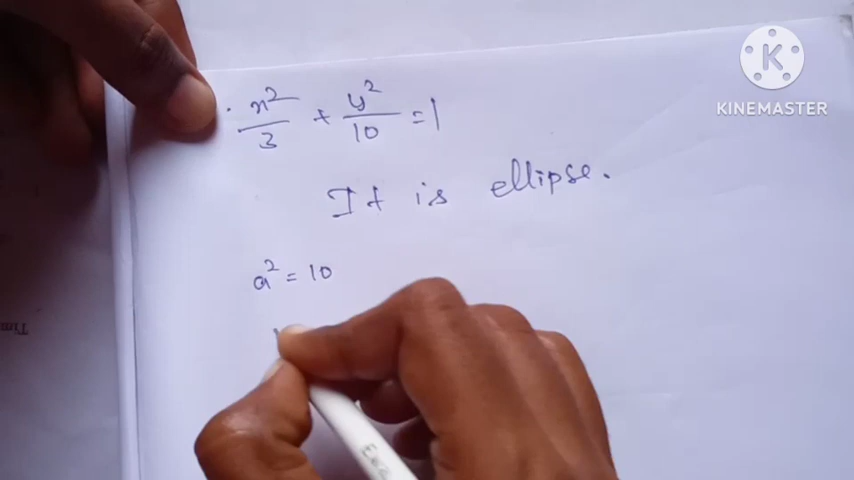 x²/3 + y²/10 = 1
It is ellipse.
a² = 10
KINEMASTER